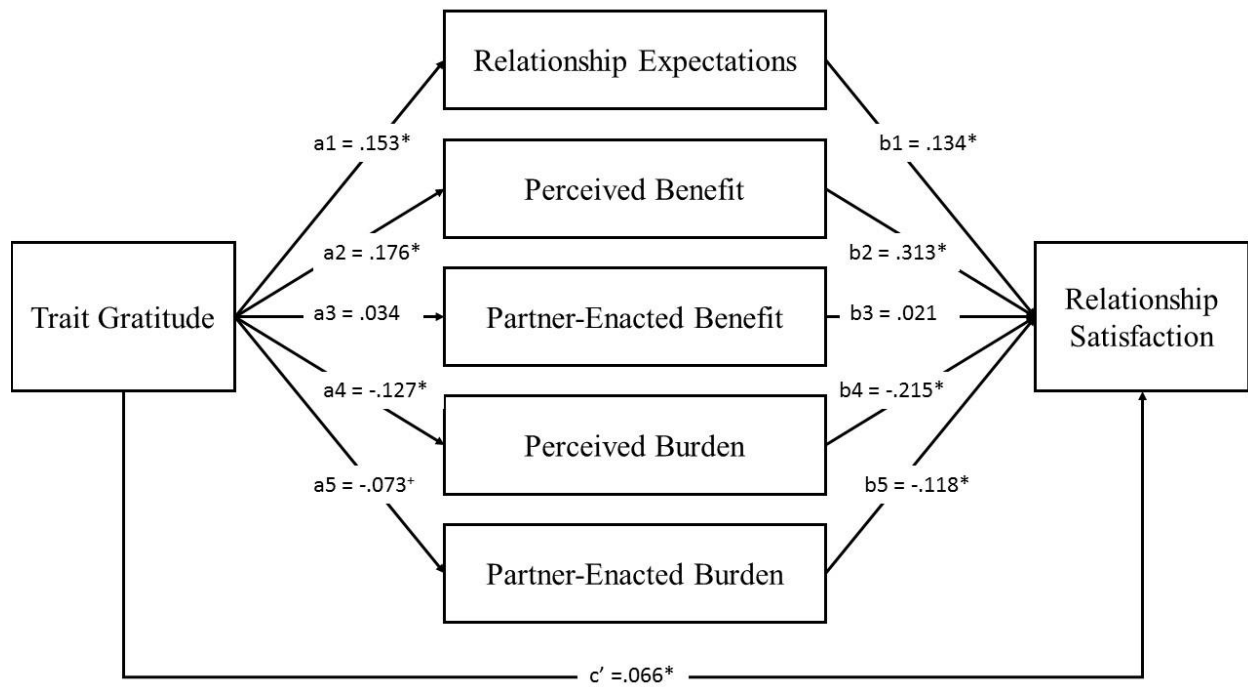 Relationship Expectations
a1 = .153*
b1 = .134*
Perceived Benefit
a2 = .176*
b2 = .313*
Trait Gratitude
a3 = .034
Partner-Enacted Benefit
b3 = .021
Relationship
Satisfaction
a4 = -.127*
b4 = -.215*
Perceived Burden
a5 = -.073⁺
b5 = -.118*
Partner-Enacted Burden
c’ =.066*